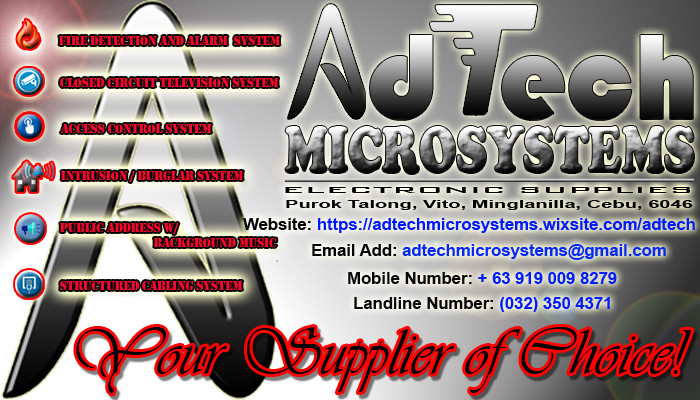 FIRE DETECTION AND ALARM SYSTEM
CLOSED CIRCUIT TELEVISION SYSTEM
ACCESS CONTROL SYSTEM
INTRUSION / BURGLAR SYSTEM
PUBLIC ADDRESS W/
BACKGROUND MUSIC
STRUCTURED CABLING SYSTEM
AdTech
MICROSYSTEMS
ELECTRONIC SUPPLIES
Purok Talong, Vito, Minglanilla, Cebu, 6046
Website: https://adtechmicrosystems.wixsite.com/adtech
Email Add: adtechmicrosystems@gmail.com
Mobile Number: + 63 919 009 8279
Landline Number: (032) 350 4371
Your Supplier of Choice!